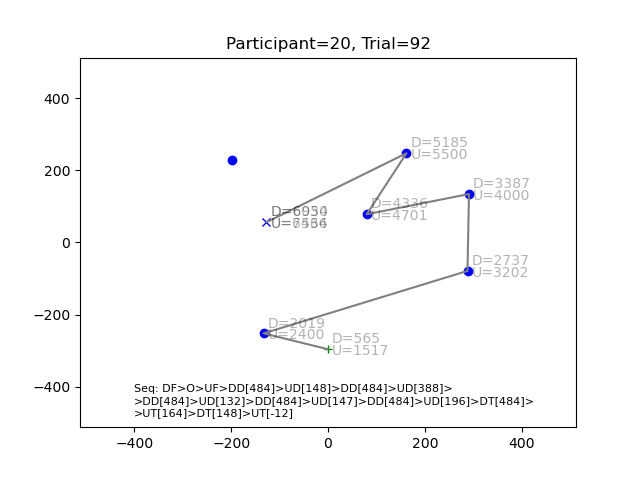 Participant=20, Trial=92
400
200
0
−200
−400
D=5185
U=5500
D=3387
U=4000
D=4336
U=4701
D=2737
U=3202
D=2019
U=2400
D=565
U=1517
Seq: DF>O>UF>DD[484]>UD[148]>DD[484]>UD[388]>
>DD[484]>UD[132]>DD[484]>UD[147]>DD[484]>UD[196]>DT[484]>
>UT[164]>DT[148]>UT[-12]
−400
−200
0
200
400